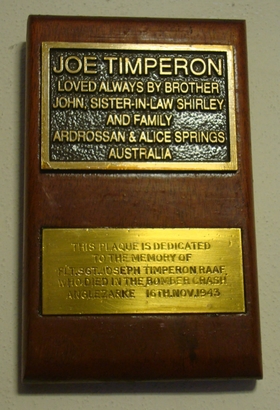 JOE TIMPERON
LOVED ALWAYS BY BROTHER
JOHN, SISTER-IN-LAW SHIRLEY
AND FAMILY
ARDROSSAN & ALICE SPRINGS
AUSTRALIA
THIS PLAQUE IS DEDICATED
TO THE MEMORY OF
FLT.SGT.JOSEPH TIMPERON.RAAF,
WHO DIED IN THE BOMBER CRASH
ANGLEZARKE 16TH.NOV.1943